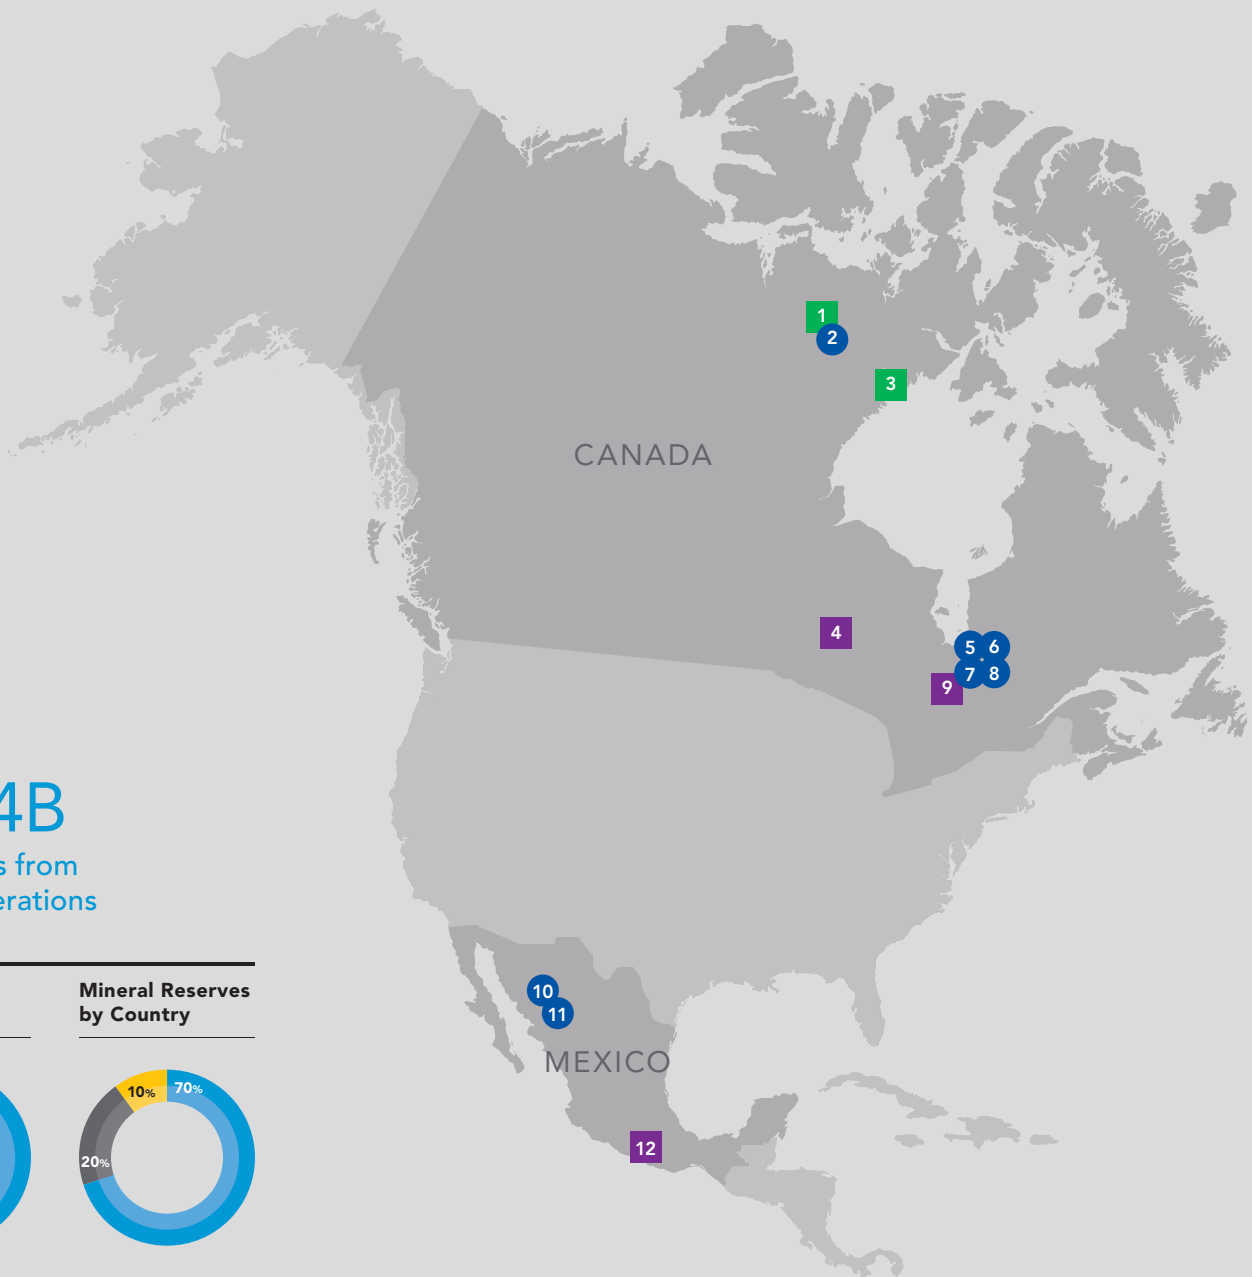 1
2
3
CANADA
4
5 6
7 8
9
4B
s from
erations
Mineral Reserves
by Country
10% 70%
20%
10
11
MEXICO
12